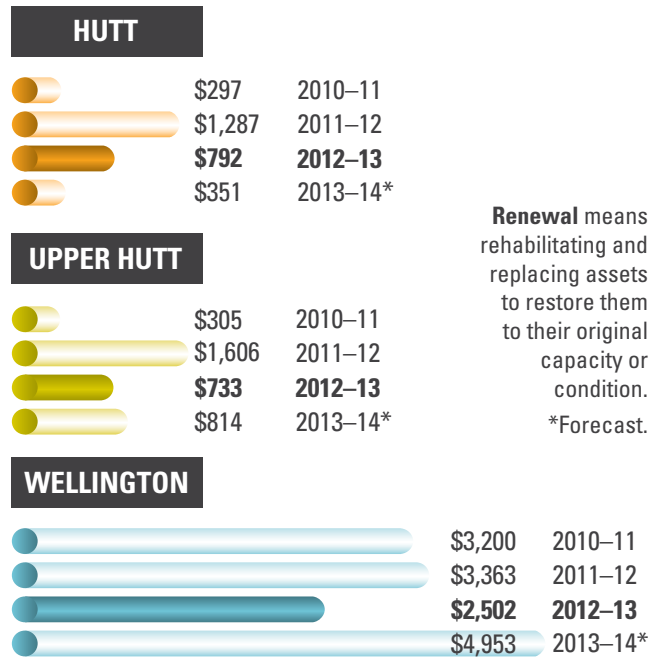 HUTT
$297 2010–11
$1,287 2011–12
$792 2012–13
$351 2013–14*
Renewal means
rehabilitating and
replacing assets
to restore them
to their original
capacity or
condition.
*Forecast.
UPPER HUTT
$305 2010–11
$1,606 2011–12
$733 2012–13
$814 2013–14*
WELLINGTON
$3,200 2010–11
$3,363 2011–12
$2,502 2012–13
$4,953 2013–14*